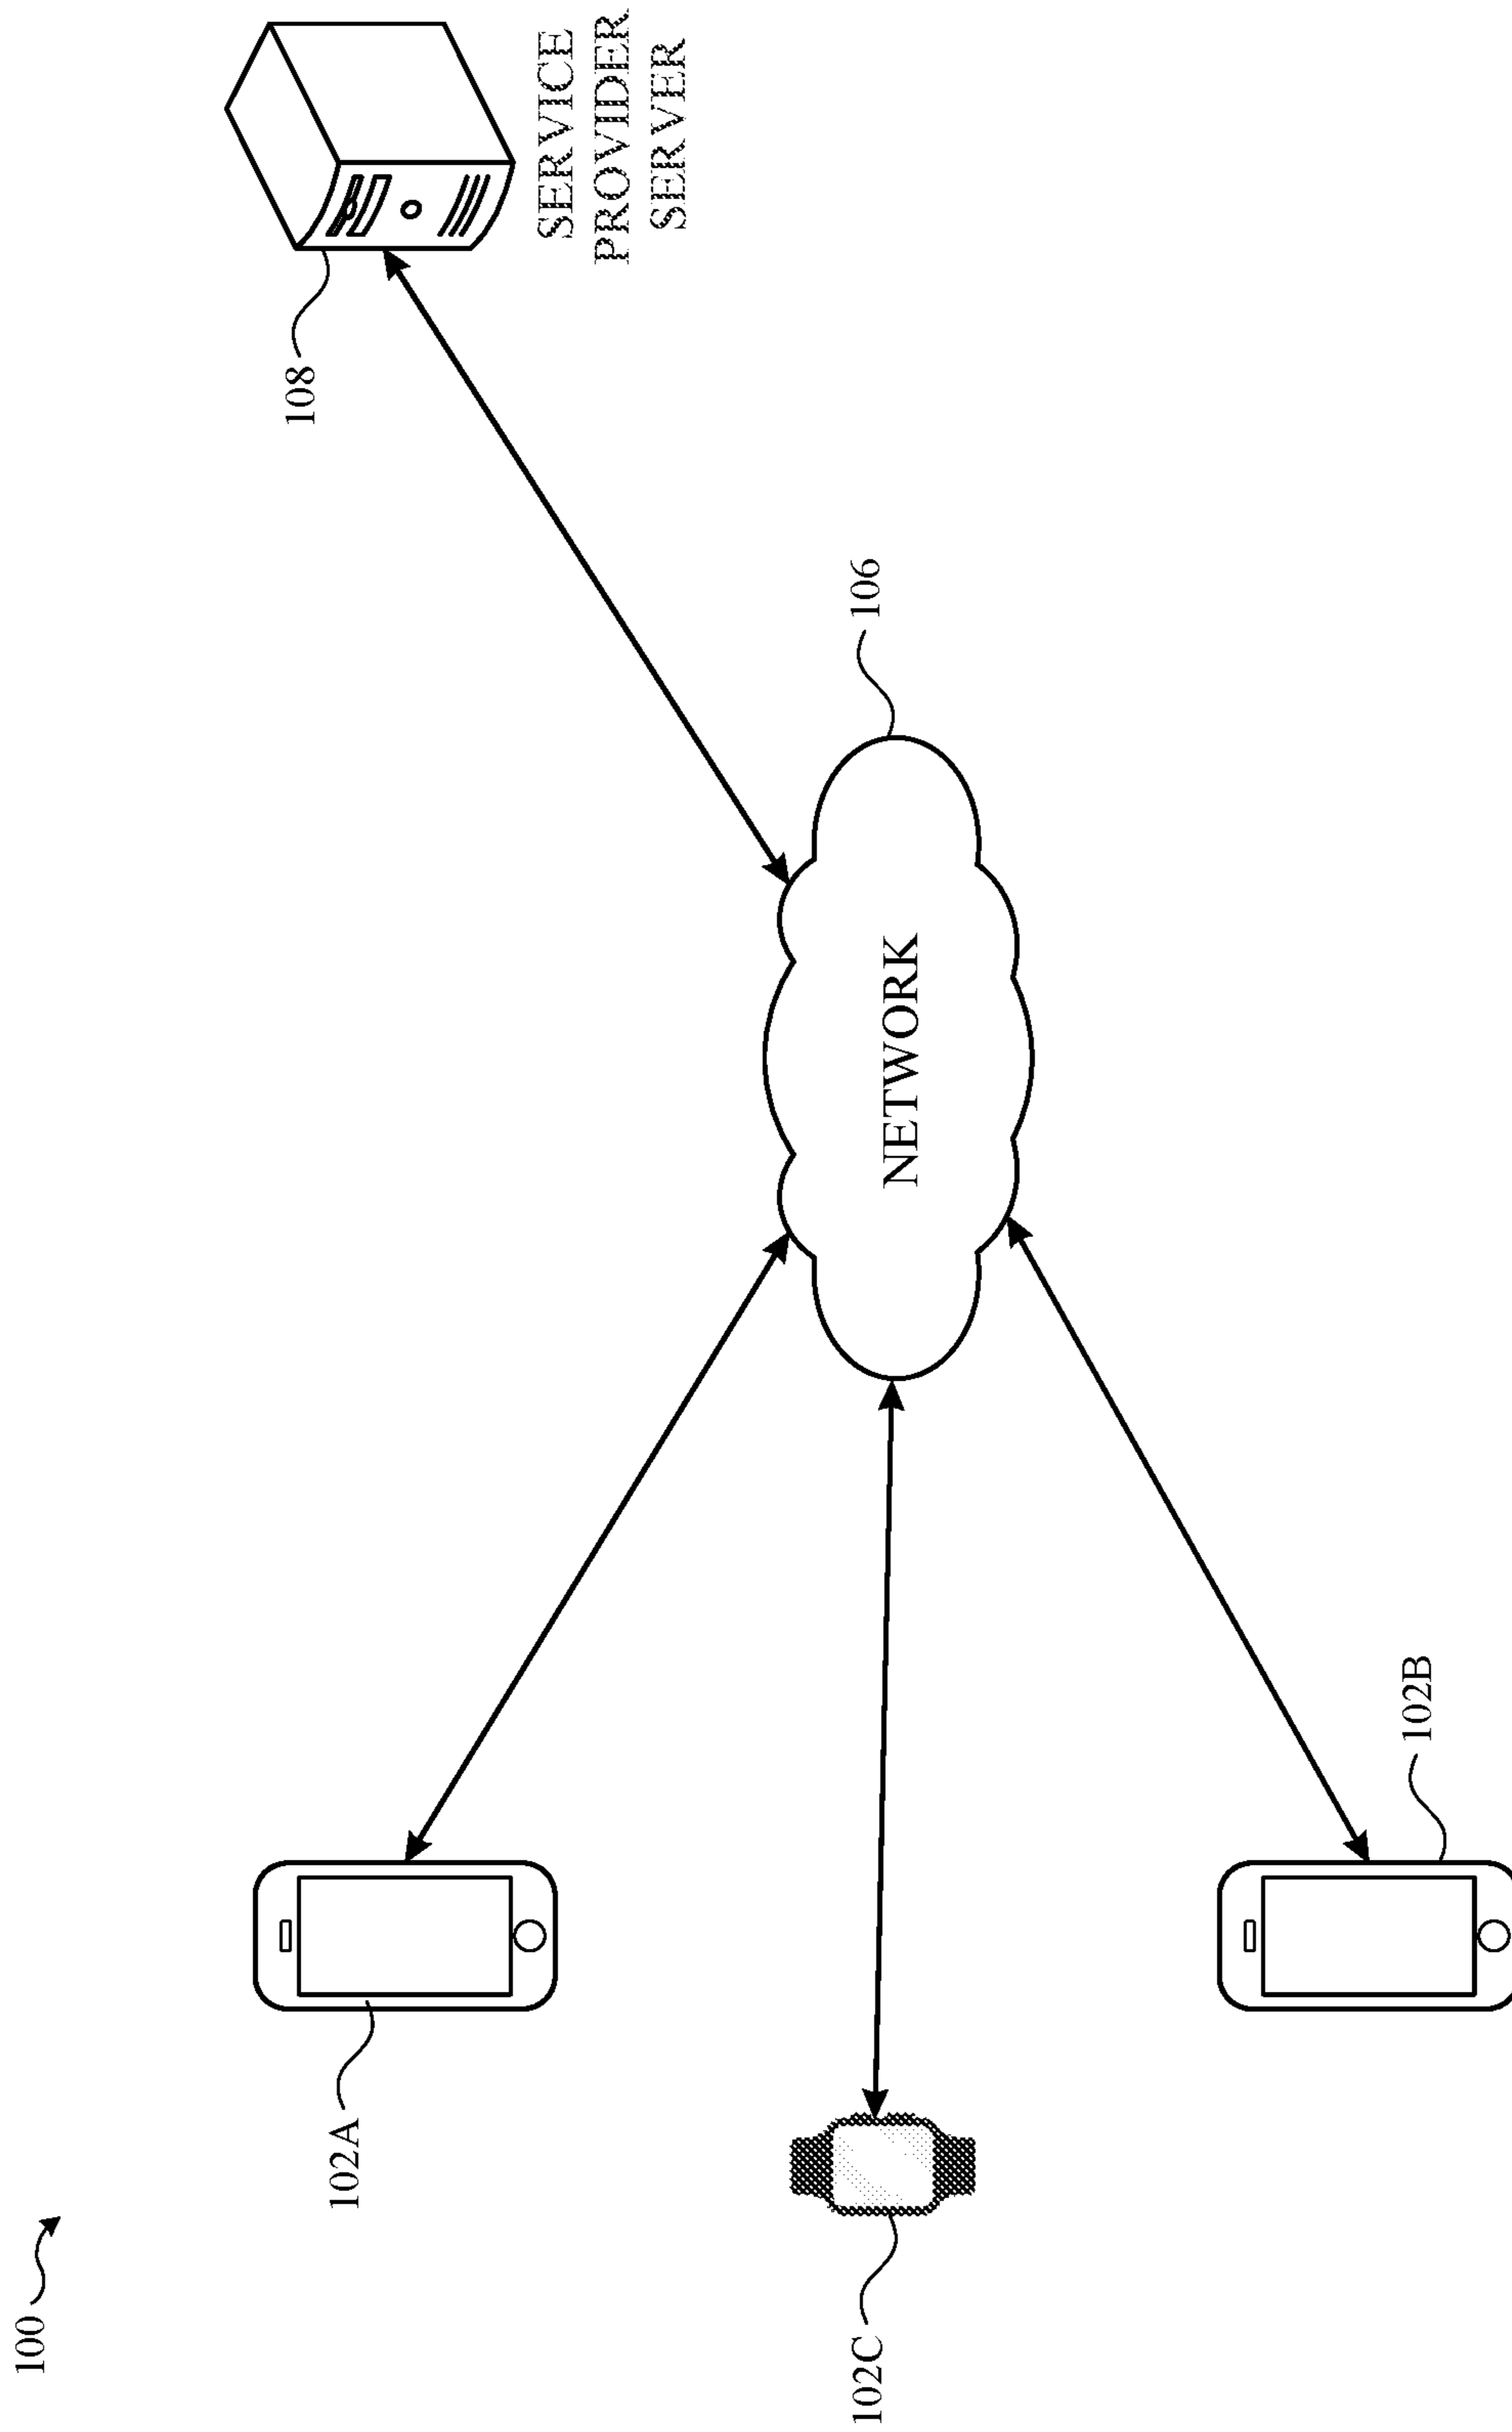 100
102A
102C
102B
NETWORK
106
108
SERVICE
PROVIDER
SERVER